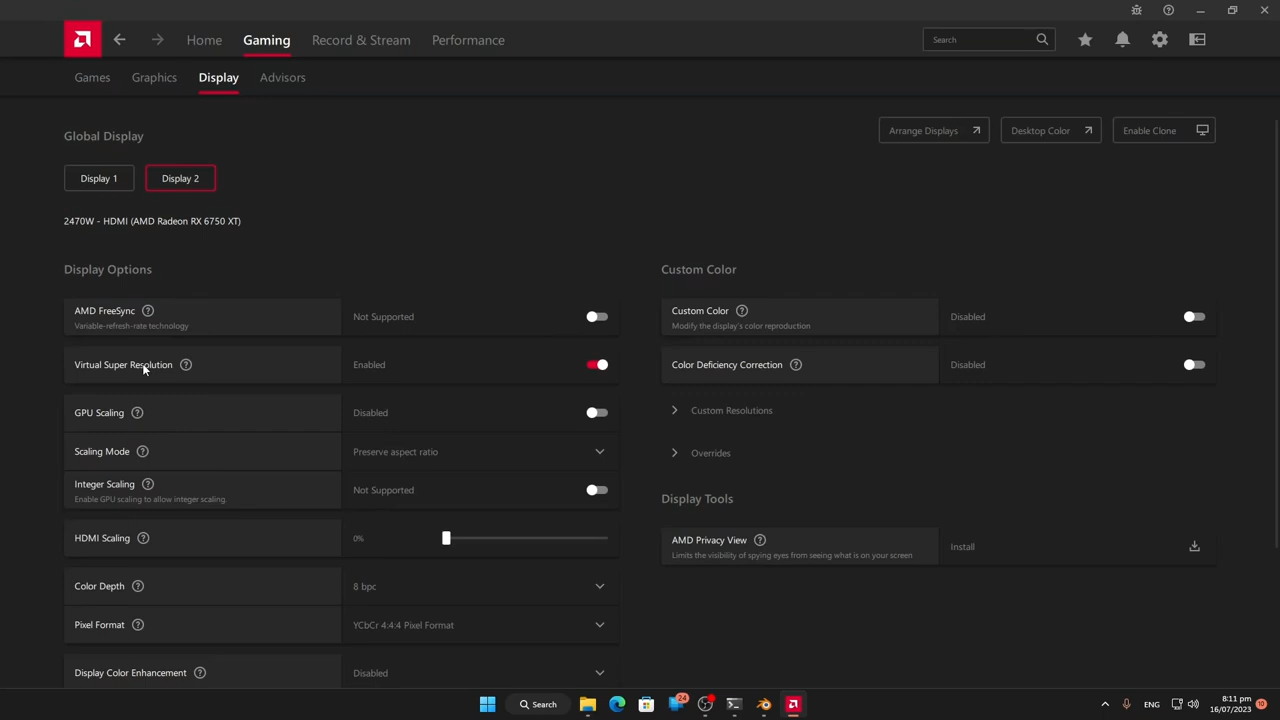 Home
Gaming
Record & Stream
Performance
Search
Games
Graphics
Display
Advisors
Global Display
Arrange Displays
Desktop Color
Enable Clone
Display 1
Display 2
2470W - HDMI (AMD Radeon RX 6750 XT)
Display Options
AMD FreeSync
Variable-refresh-rate technology
Not Supported
Virtual Super Resolution
Enabled
GPU Scaling
Disabled
Scaling Mode
Preserve aspect ratio
Integer Scaling
Enable GPU scaling to allow integer scaling.
Not Supported
HDMI Scaling
0%
Color Depth
8 bpc
Pixel Format
YCbCr 4:4:4 Pixel Format
Display Color Enhancement
Disabled
Custom Color
Custom Color
Modify the display's color reproduction
Disabled
Color Deficiency Correction
Disabled
Custom Resolutions
Overrides
Display Tools
AMD Privacy View
Limits the visibility of spying eyes from seeing what is on your screen
Install
Search
24
ENG
8:11 pm
16/07/2023
10